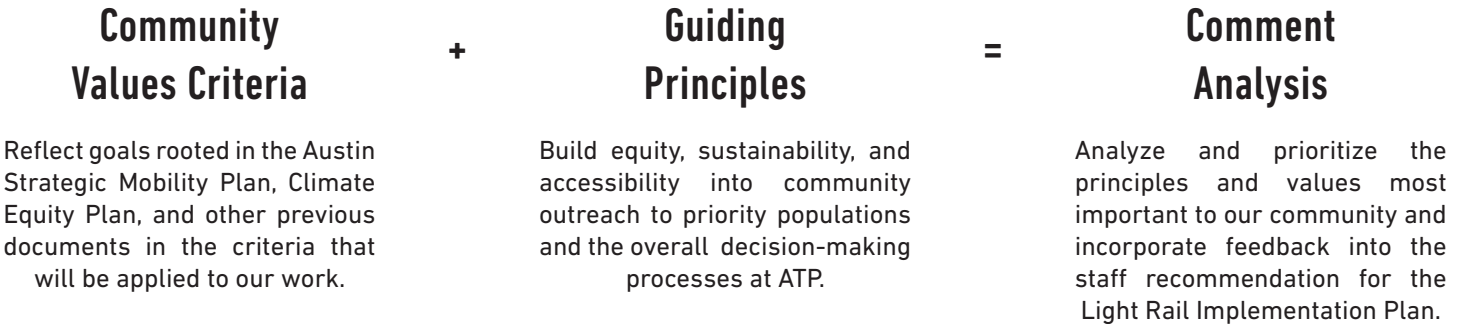 Community
Values Criteria
+
Guiding
Principles
=
Comment
Analysis
Reflect goals rooted in the Austin
Strategic Mobility Plan, Climate
Equity Plan, and other previous
documents in the criteria that
will be applied to our work.
Build equity, sustainability, and
accessibility into community
outreach to priority populations
and the overall decision-making
processes at ATP.
Analyze and prioritize the
principles and values most
important to our community and
incorporate feedback into the
staff recommendation for the
Light Rail Implementation Plan.